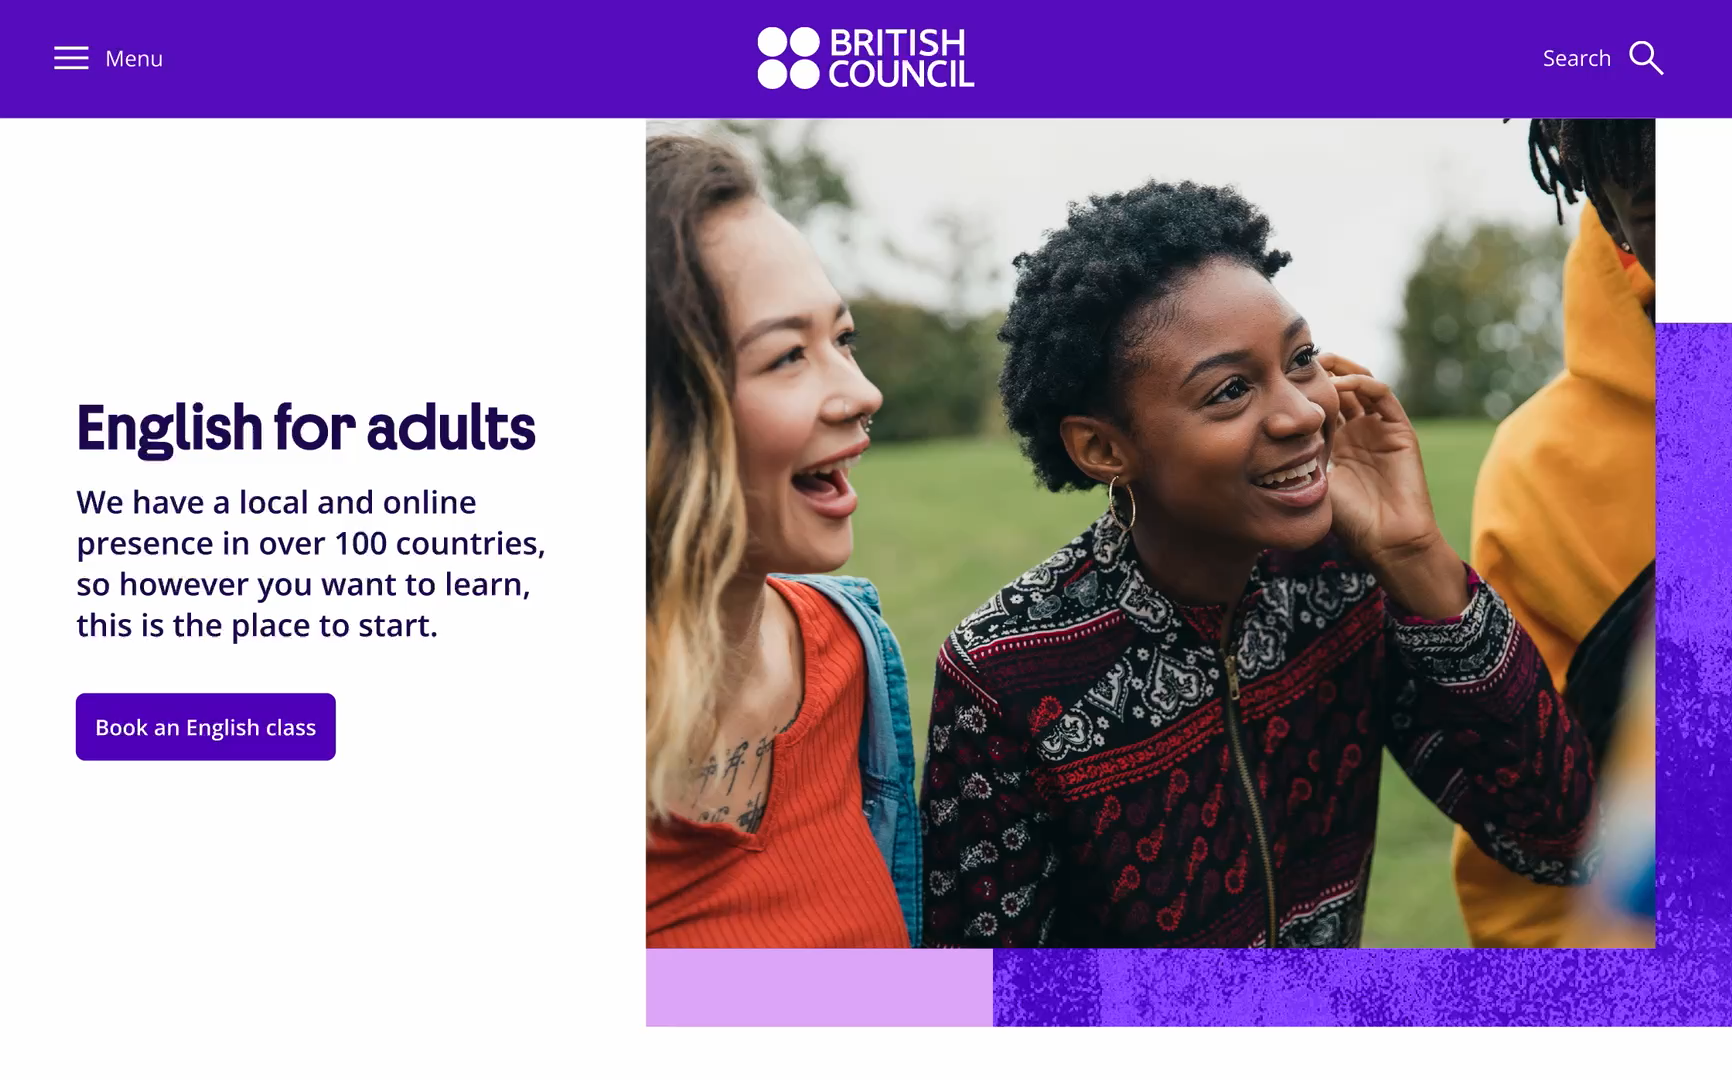 Menu
BRITISH
COUNCIL
Search
English for adults
We have a local and online
presence in over 100 countries,
so however you want to learn,
this is the place to start.
Book an English class